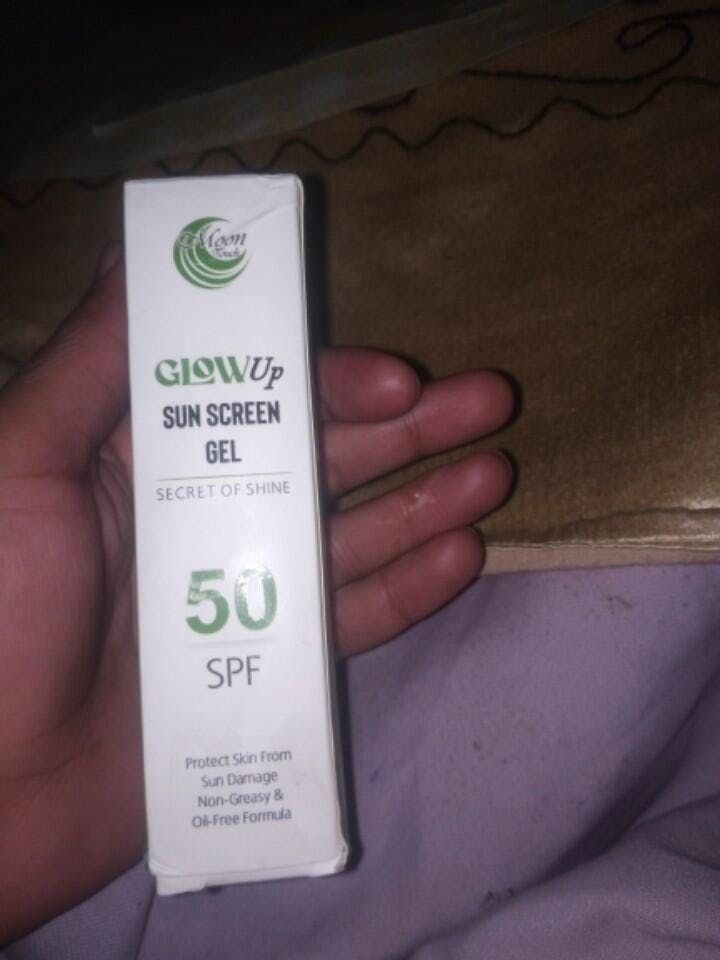 Moon
Touch
GLOWUp
SUN SCREEN
GEL
SECRET OF SHINE
50
SPF
Protect Skin From
Sun Damage
Non-Greasy &
Oil-Free Formula